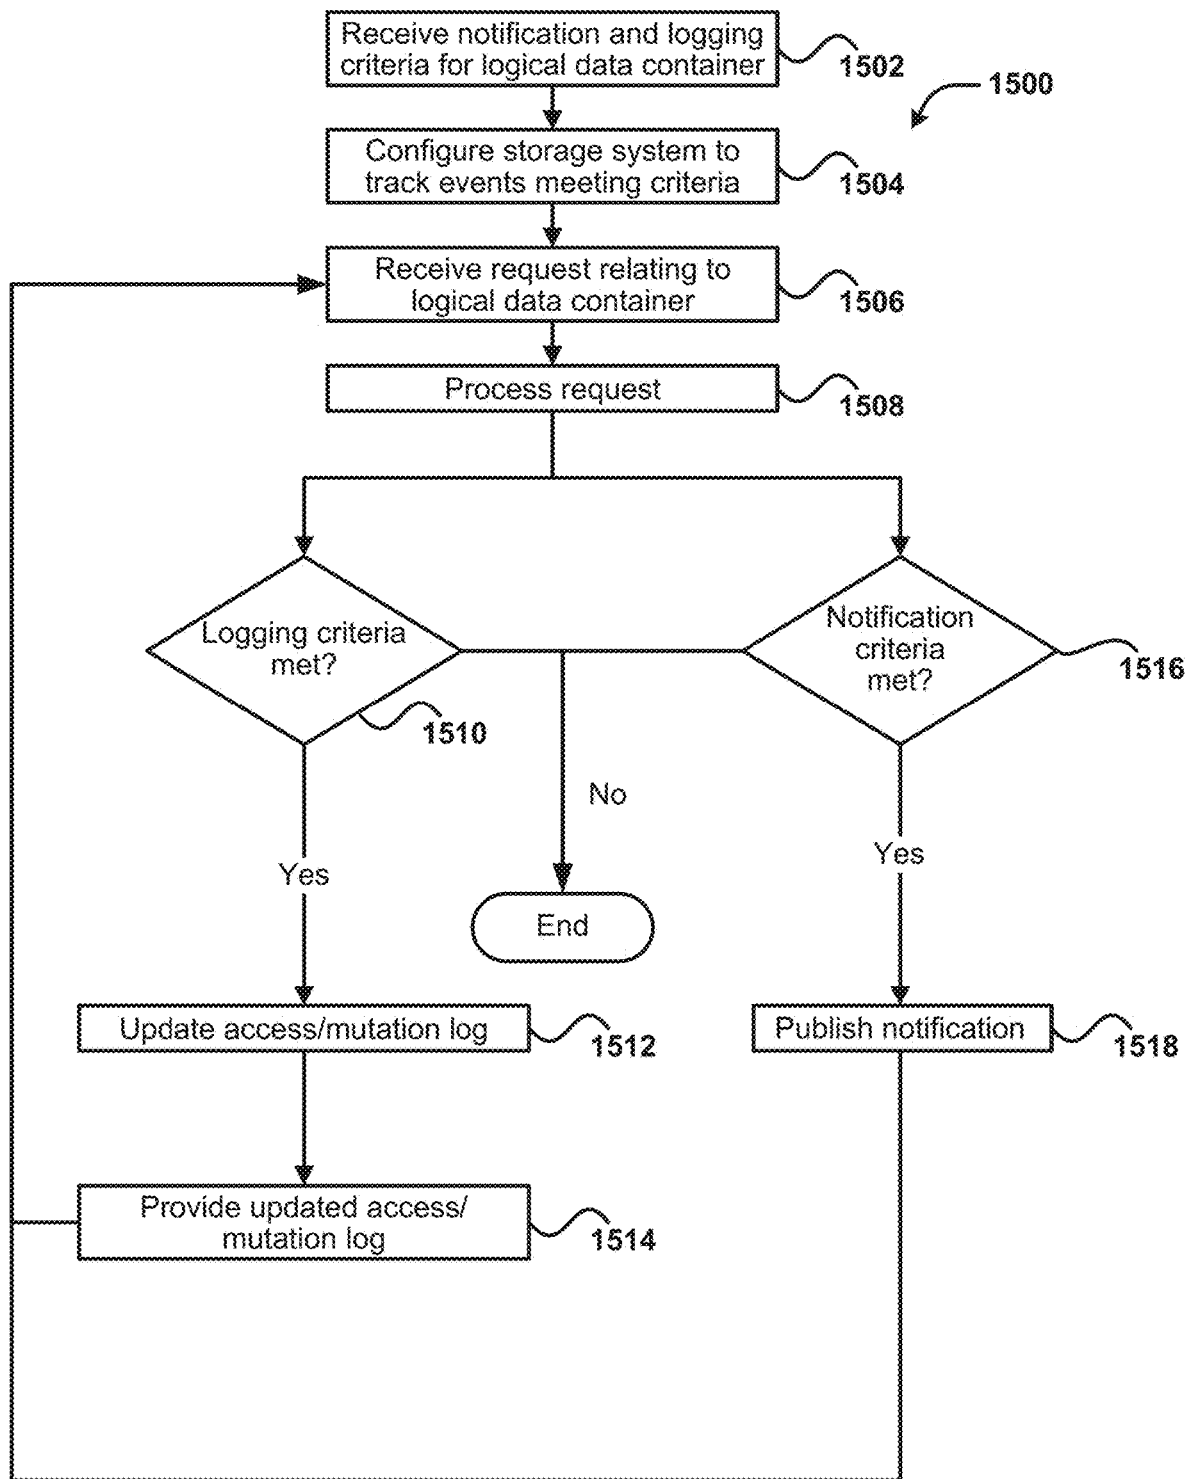 Receive notification and logging
criteria for logical data container
1502
1500
Configure storage system to
track events meeting criteria
1504
Receive request relating to
logical data container
1506
Process request
1508
Logging criteria
met?
1510
Notification
criteria
met?
1516
No
Yes
Yes
End
Update access/mutation log
1512
Publish notification
1518
Provide updated access/
mutation log
1514